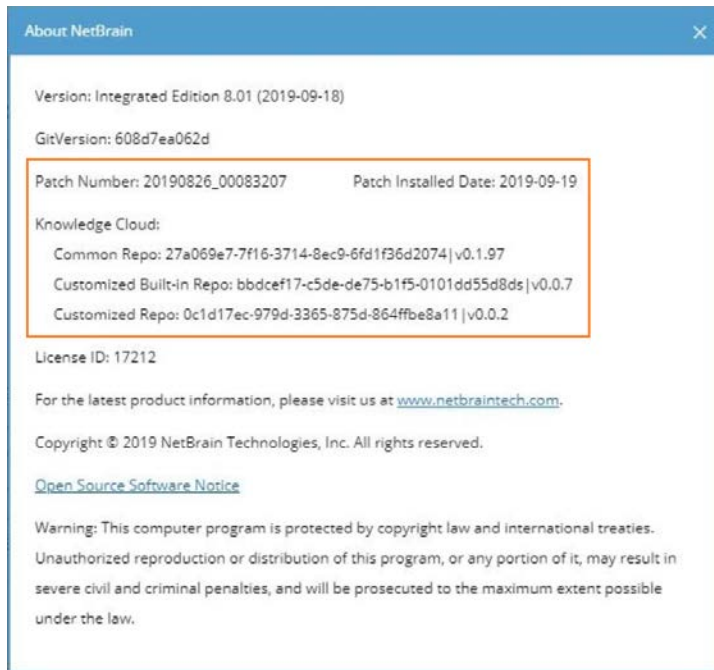 About NetBrain
Version: Integrated Edition 8.01 (2019-09-18)
GitVersion: 608d7ea062d
Patch Number: 20190826_00083207 Patch Installed Date: 2019-09-19
Knowledge Cloud:
Common Repo: 27a069e7-7f16-3714-8ec9-6fd1f36d2074|v0.1.97
Customized Built-in Repo: bbdcef17-c5de-de75-b1f5-0101dd55d8ds|v0.0.7
Customized Repo: 0c1d17ec-979d-3365-875d-864ffbe8a11|v0.0.2
License ID: 17212
For the latest product information, please visit us at www.netbraintech.com.
Copyright © 2019 NetBrain Technologies, Inc. All rights reserved.
Open Source Software Notice
Warning: This computer program is protected by copyright law and international treaties.
Unauthorized reproduction or distribution of this program, or any portion of it, may result in
severe civil and criminal penalties, and will be prosecuted to the maximum extent possible
under the law.